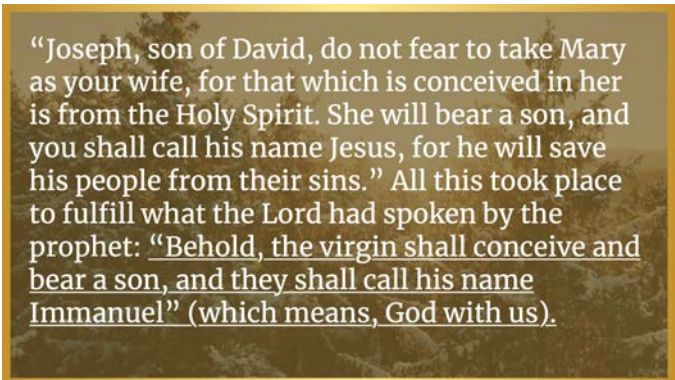 “Joseph, son of David, do not fear to take Mary
as your wife, for that which is conceived in her
is from the Holy Spirit. She will bear a son, and
you shall call his name Jesus, for he will save
his people from their sins.” All this took place
to fulfill what the Lord had spoken by the
prophet: “Behold, the virgin shall conceive and
bear a son, and they shall call his name
Immanuel” (which means, God with us).